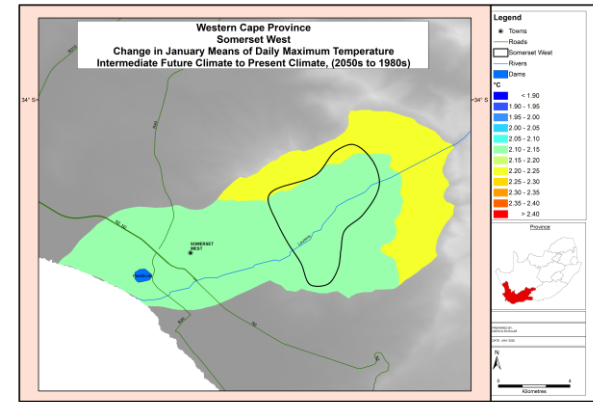 Western Cape Province
Somerset West
Change in January Means of Daily Maximum Temperature
Intermediate Future Climate to Present Climate, (2050s to 1980s)
34° S
34° S
SOMERSET
WEST
Legend
Towns
Roads
Somerset West
Rivers
Dams
°C
< 1.90
1.90 - 1.95
1.95 - 2.00
2.00 - 2.05
2.05 - 2.10
2.10 - 2.15
2.15 - 2.20
2.20 - 2.25
2.25 - 2.30
2.30 - 2.35
2.35 - 2.40
> 2.40
Province
N
Kilometres